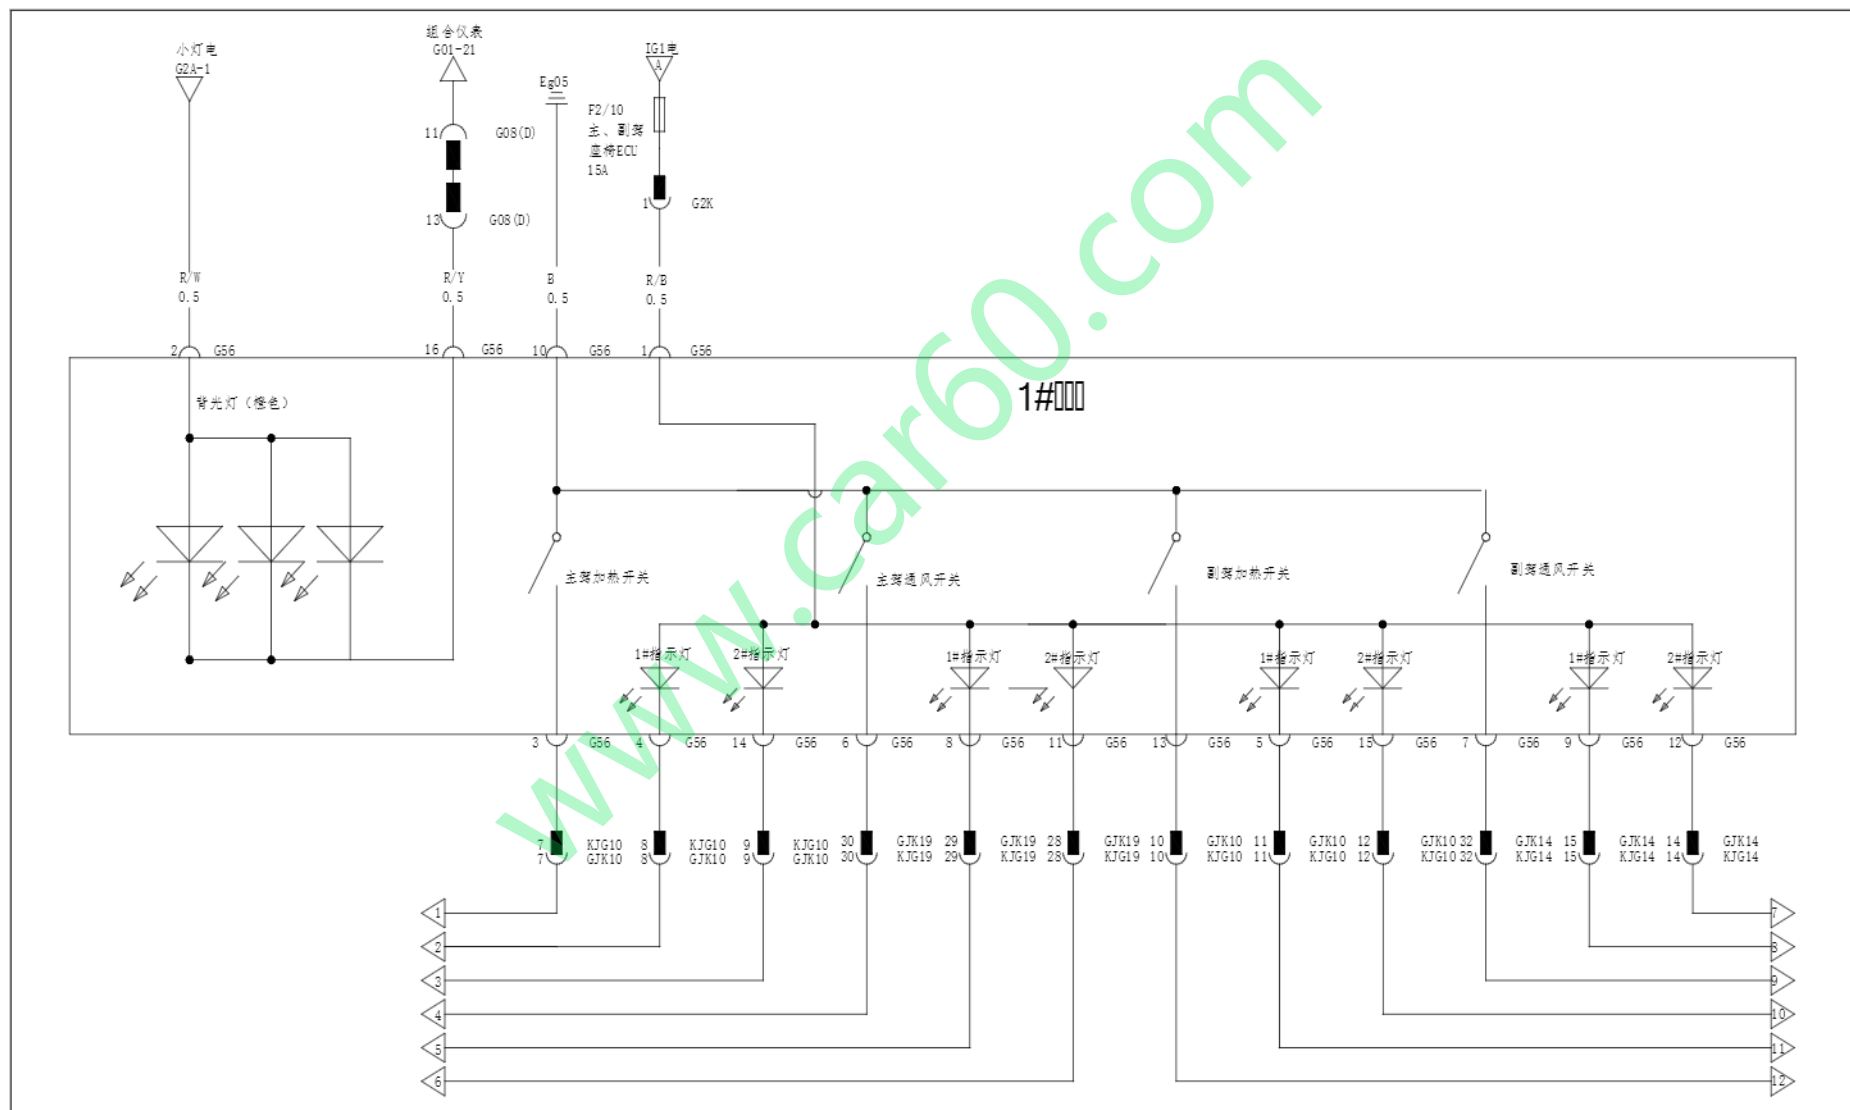 小灯电
G2A-1
组合仪表
G01-21
Eg05
IG1电
A
F2/10
主、副驾
座椅ECU
15A
11 G08(D)
13 G08(D)
1 G2K
R/W
0.5
R/Y
0.5
B
0.5
R/B
0.5
2 G56
16 G56
10 G56
1 G56
背光灯（橙色）
1#
主驾加热开关
主驾通风开关
副驾加热开关
副驾通风开关
1#指示灯
2#指示灯
1#指示灯
2#指示灯
1#指示灯
2#指示灯
1#指示灯
2#指示灯
3 G56
4 G56
14 G56
6 G56
8 G56
11 G56
13 G56
5 G56
15 G56
7 G56
9 G56
12 G56
7 KJG10
7 GJK10
8 KJG10
8 GJK10
9 KJG10
9 GJK10
30 GJK19
30 KJG19
29 GJK19
29 KJG19
28 GJK19
28 KJG19
10 GJK10
10 KJG10
11 GJK10
11 KJG10
12 GJK10
12 KJG10
32 GJK14
32 KJG14
15 GJK14
15 KJG14
14 GJK14
14 KJG14
1
2
3
4
5
6
7
8
9
10
11
12
www.car60.com